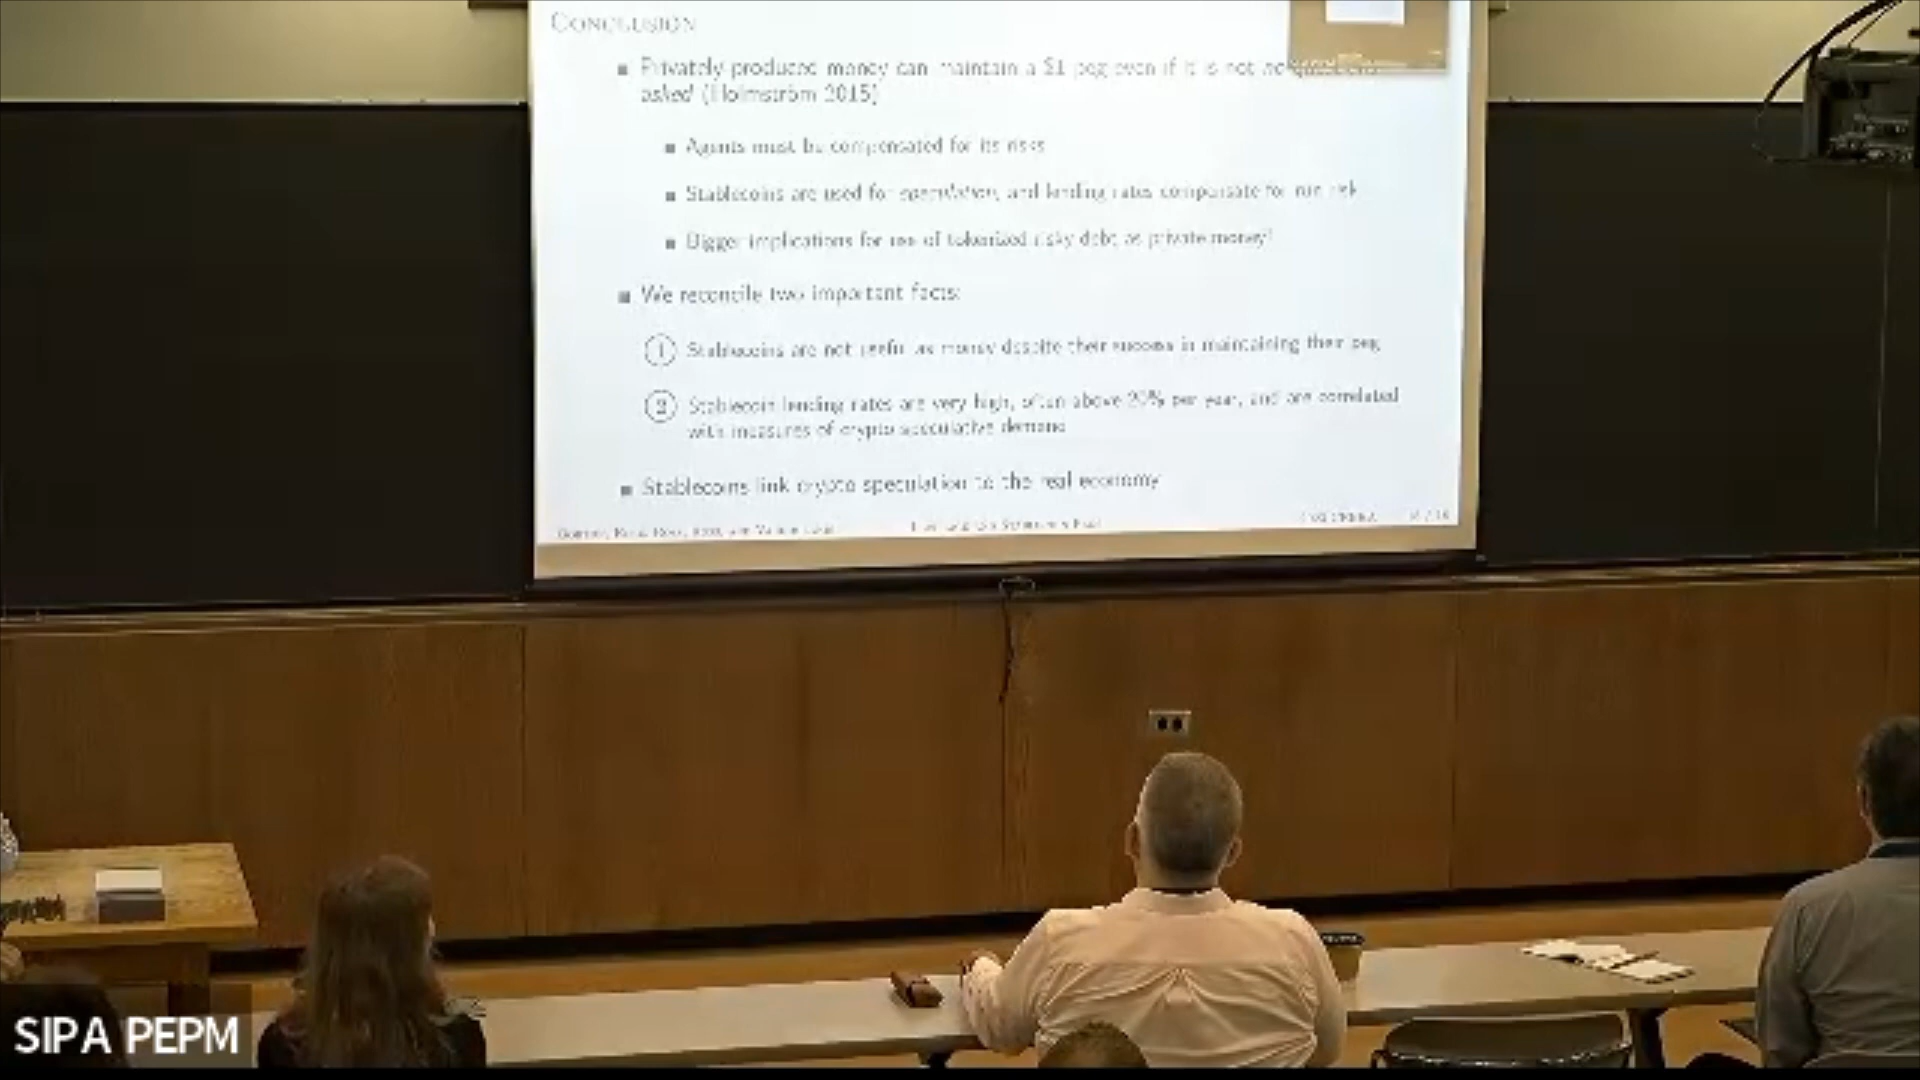 CONCLUSION
Privately produced money can maintain a $1 peg even if it is not
asked (Holmström 2015)
Agents must be compensated for its risks
Stablecoins are used for speculation, and lending rates compensate for run risk
Bigger implications for use of tokenized risky debt as private money!
We reconcile two important facts:
1 Stablecoins are not useful as money despite their success in maintaining their peg
2 Stablecoin lending rates are very high, often above 20% per year, and are correlated
with measures of crypto speculative demand
Stablecoins link crypto speculation to the real economy
SIPA PEPM